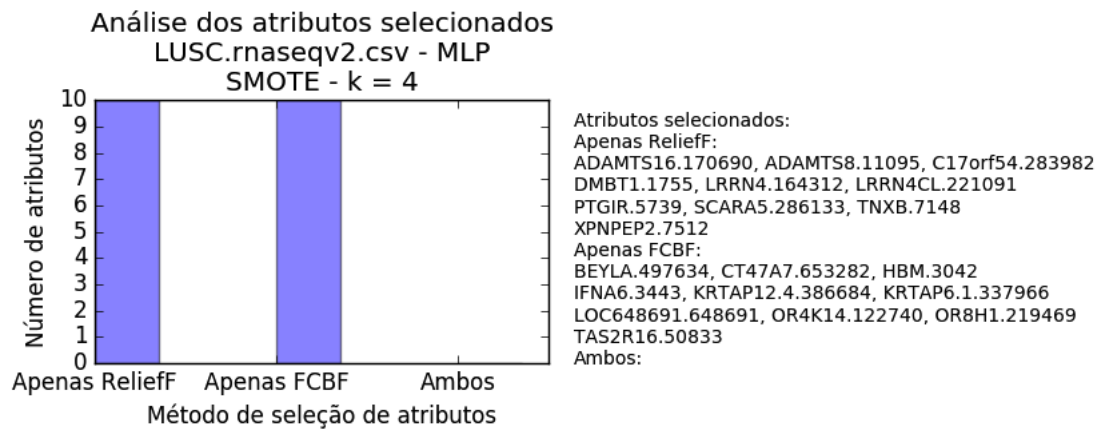 Análise dos atributos selecionados
LUSC.rnaseqv2.csv - MLP
SMOTE - k = 4
10
9
8
7
6
5
4
3
2
1
0
Número de atributos
Apenas ReliefF
Apenas FCBF
Ambos
Método de seleção de atributos
Atributos selecionados:
Apenas ReliefF:
ADAMTS16.170690, ADAMTS8.11095, C17orf54.283982
DMBT1.1755, LRRN4.164312, LRRN4CL.221091
PTGIR.5739, SCARA5.286133, TNXB.7148
XPNPEP2.7512
Apenas FCBF:
BEYLA.497634, CT47A7.653282, HBM.3042
IFNA6.3443, KRTAP12.4.386684, KRTAP6.1.337966
LOC648691.648691, OR4K14.122740, OR8H1.219469
TAS2R16.50833
Ambos: